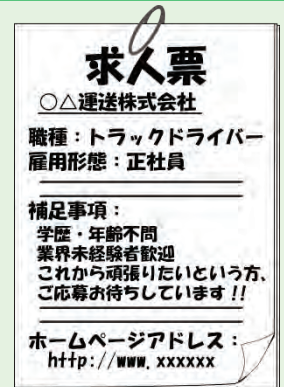 求人票
○△運送株式会社
職種：トラックドライバー
雇用形態：正社員
補足事項：
学歴・年齢不問
業界未経験者歓迎
これから頑張りたいという方、
ご応募お待ちしています!!
ホームページアドレス：
http://www.xxxxxx